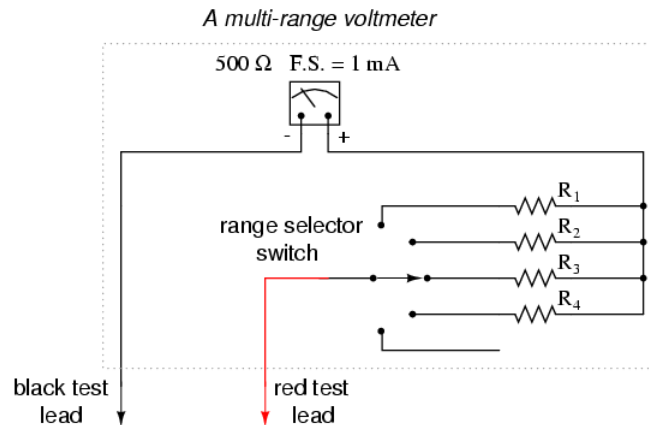 A multi-range voltmeter
500 Ω F.S. = 1 mA
- +
R1
range selector
switch
R2
R3
R4
black test
lead
red test
lead